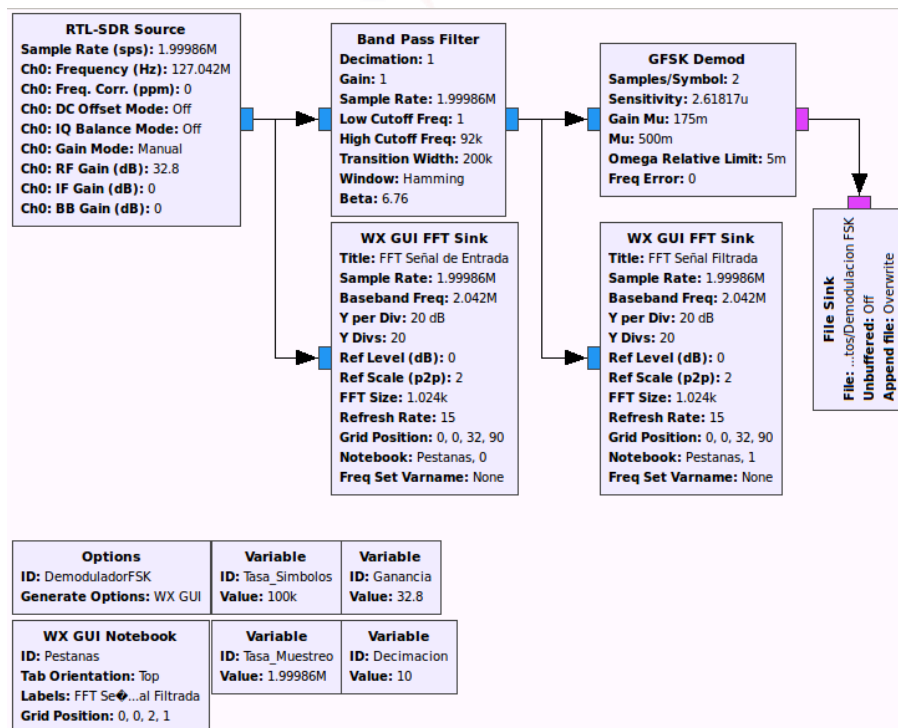 RTL-SDR Source
Sample Rate (sps): 1.99986M
Ch0: Frequency (Hz): 127.042M
Ch0: Freq. Corr. (ppm): 0
Ch0: DC Offset Mode: Off
Ch0: IQ Balance Mode: Off
Ch0: Gain Mode: Manual
Ch0: RF Gain (dB): 32.8
Ch0: IF Gain (dB): 0
Ch0: BB Gain (dB): 0
Band Pass Filter
Decimation: 1
Gain: 1
Sample Rate: 1.99986M
Low Cutoff Freq: 1
High Cutoff Freq: 92k
Transition Width: 200k
Window: Hamming
Beta: 6.76
GFSK Demod
Samples/Symbol: 2
Sensitivity: 2.61817u
Gain Mu: 175m
Mu: 500m
Omega Relative Limit: 5m
Freq Error: 0
WX GUI FFT Sink
Title: FFT Señal de Entrada
Sample Rate: 1.99986M
Baseband Freq: 2.042M
Y per Div: 20 dB
Y Divs: 20
Ref Level (dB): 0
Ref Scale (p2p): 2
FFT Size: 1.024k
Refresh Rate: 15
Grid Position: 0, 0, 32, 90
Notebook: Pestanas, 0
Freq Set Varname: None
WX GUI FFT Sink
Title: FFT Señal Filtrada
Sample Rate: 1.99986M
Baseband Freq: 2.042M
Y per Div: 20 dB
Y Divs: 20
Ref Level (dB): 0
Ref Scale (p2p): 2
FFT Size: 1.024k
Refresh Rate: 15
Grid Position: 0, 0, 32, 90
Notebook: Pestanas, 1
Freq Set Varname: None
File Sink
File: ...tos/Demodulacion FSK
Unbuffered: Off
Append file: Overwrite
Options
ID: DemoduladorFSK
Generate Options: WX GUI
Variable
ID: Tasa_Simbolos
Value: 100k
Variable
ID: Ganancia
Value: 32.8
WX GUI Notebook
ID: Pestanas
Tab Orientation: Top
Labels: FFT Se�...al Filtrada
Grid Position: 0, 0, 2, 1
Variable
ID: Tasa_Muestreo
Value: 1.99986M
Variable
ID: Decimacion
Value: 10